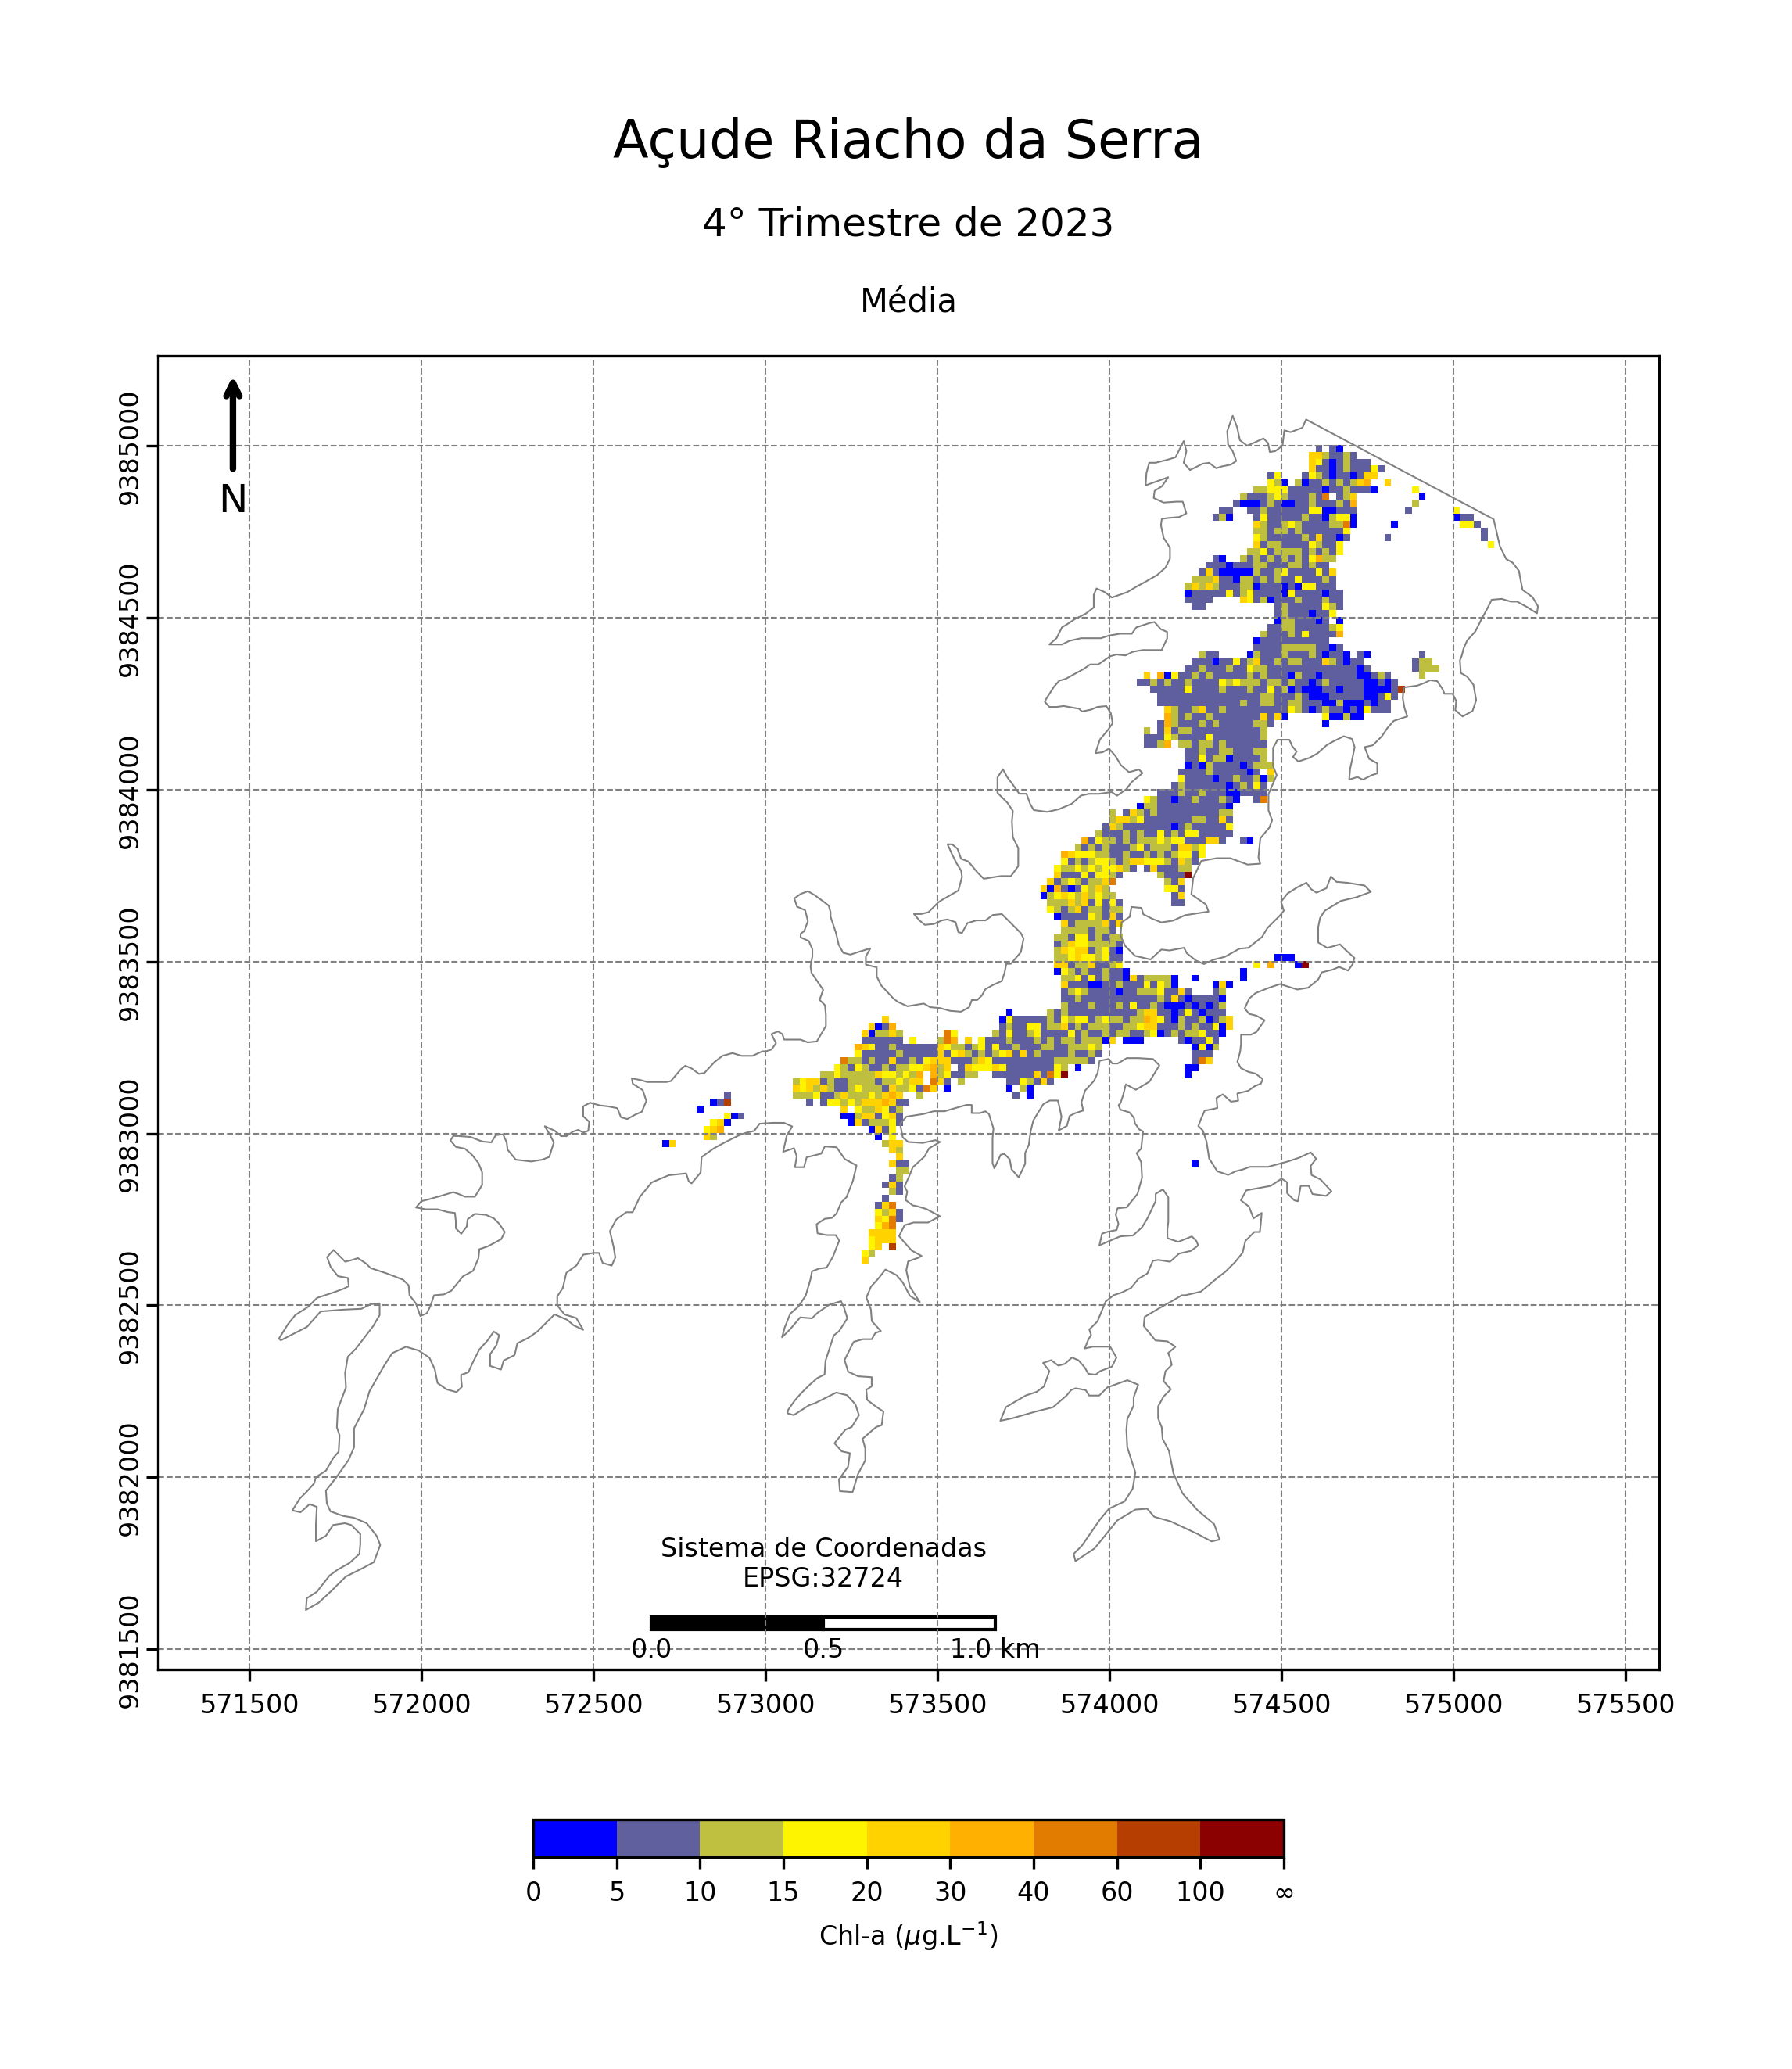 Açude Riacho da Serra
4° Trimestre de 2023
Média
N
9385000
9384500
9384000
9383500
9383000
9382500
9382000
9381500
Sistema de Coordenadas
EPSG:32724
0.0 0.5 1.0 km
571500 572000 572500 573000 573500 574000 574500 575000 575500
0 5 10 15 20 30 40 60 100 ∞
Chl-a (μg.L⁻¹)